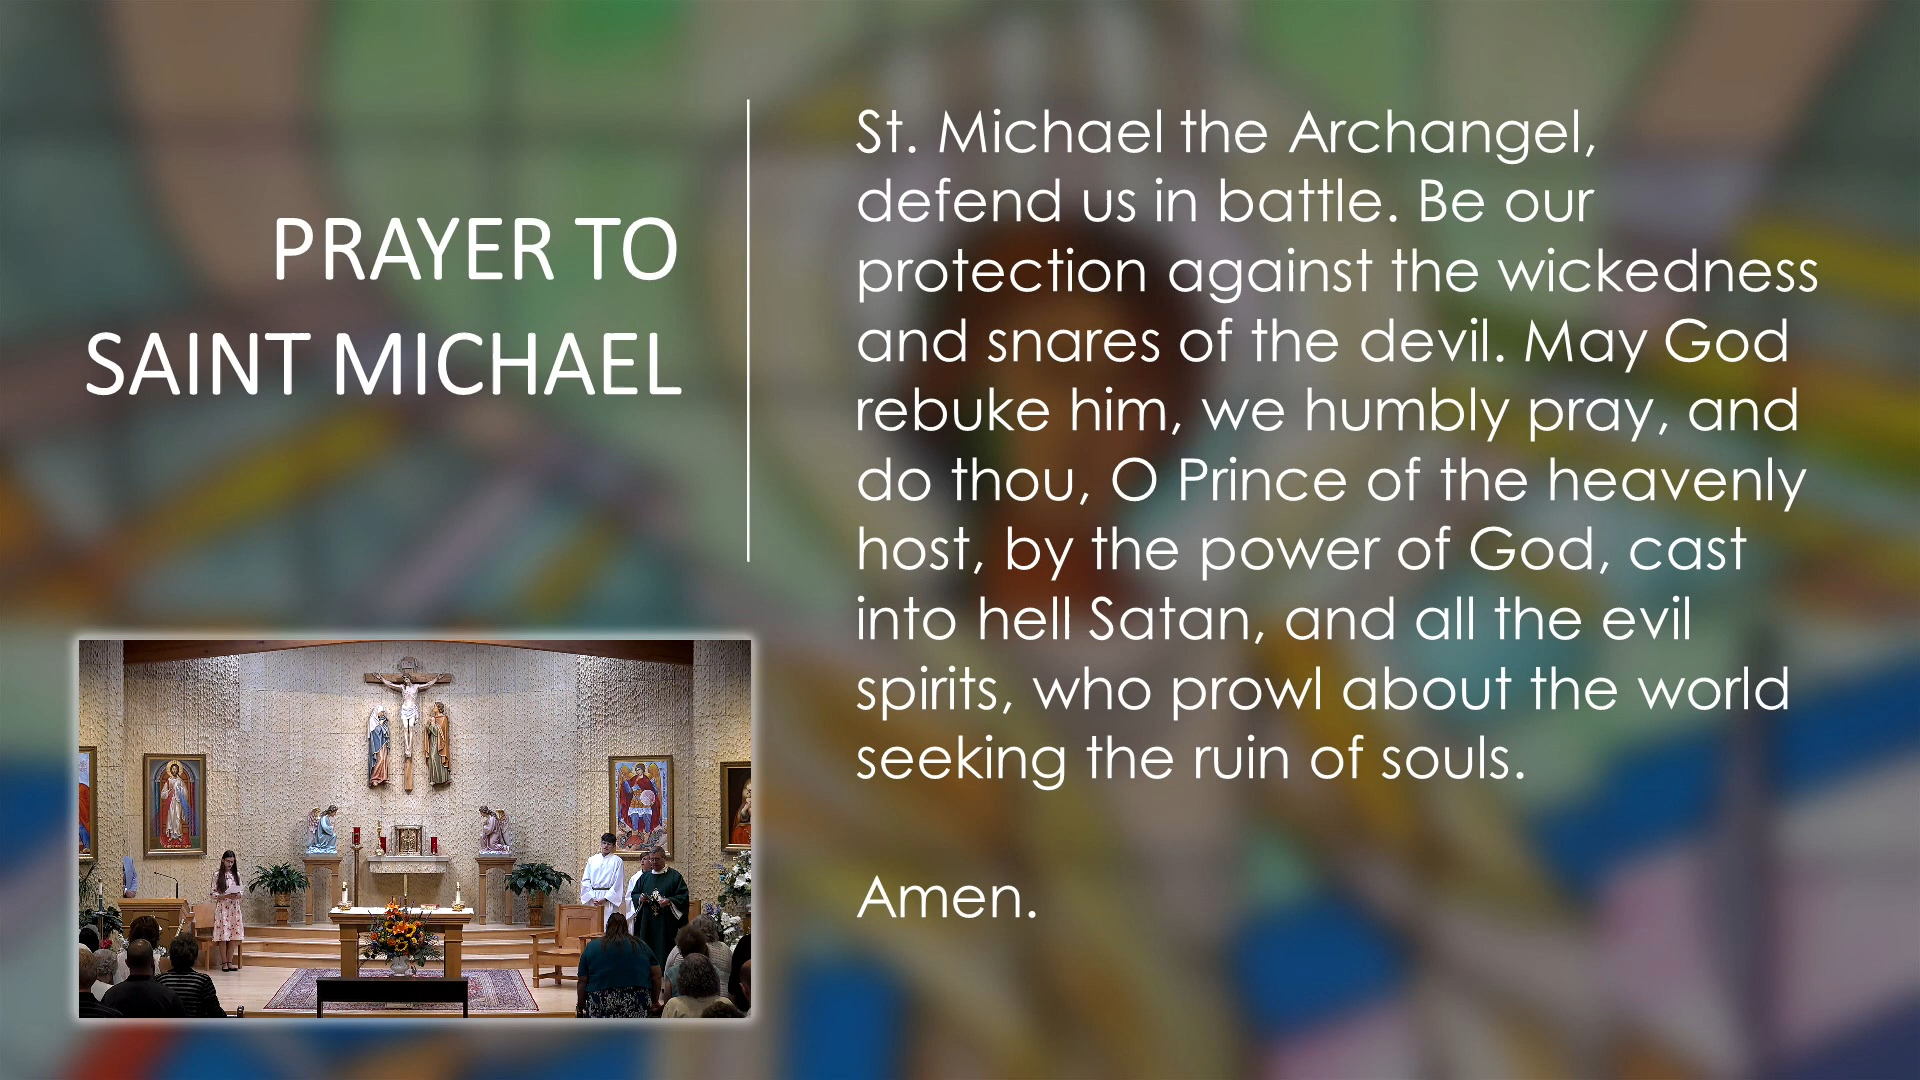 PRAYER TO
SAINT MICHAEL
St. Michael the Archangel,
defend us in battle. Be our
protection against the wickedness
and snares of the devil. May God
rebuke him, we humbly pray, and
do thou, O Prince of the heavenly
host, by the power of God, cast
into hell Satan, and all the evil
spirits, who prowl about the world
seeking the ruin of souls.
Amen.